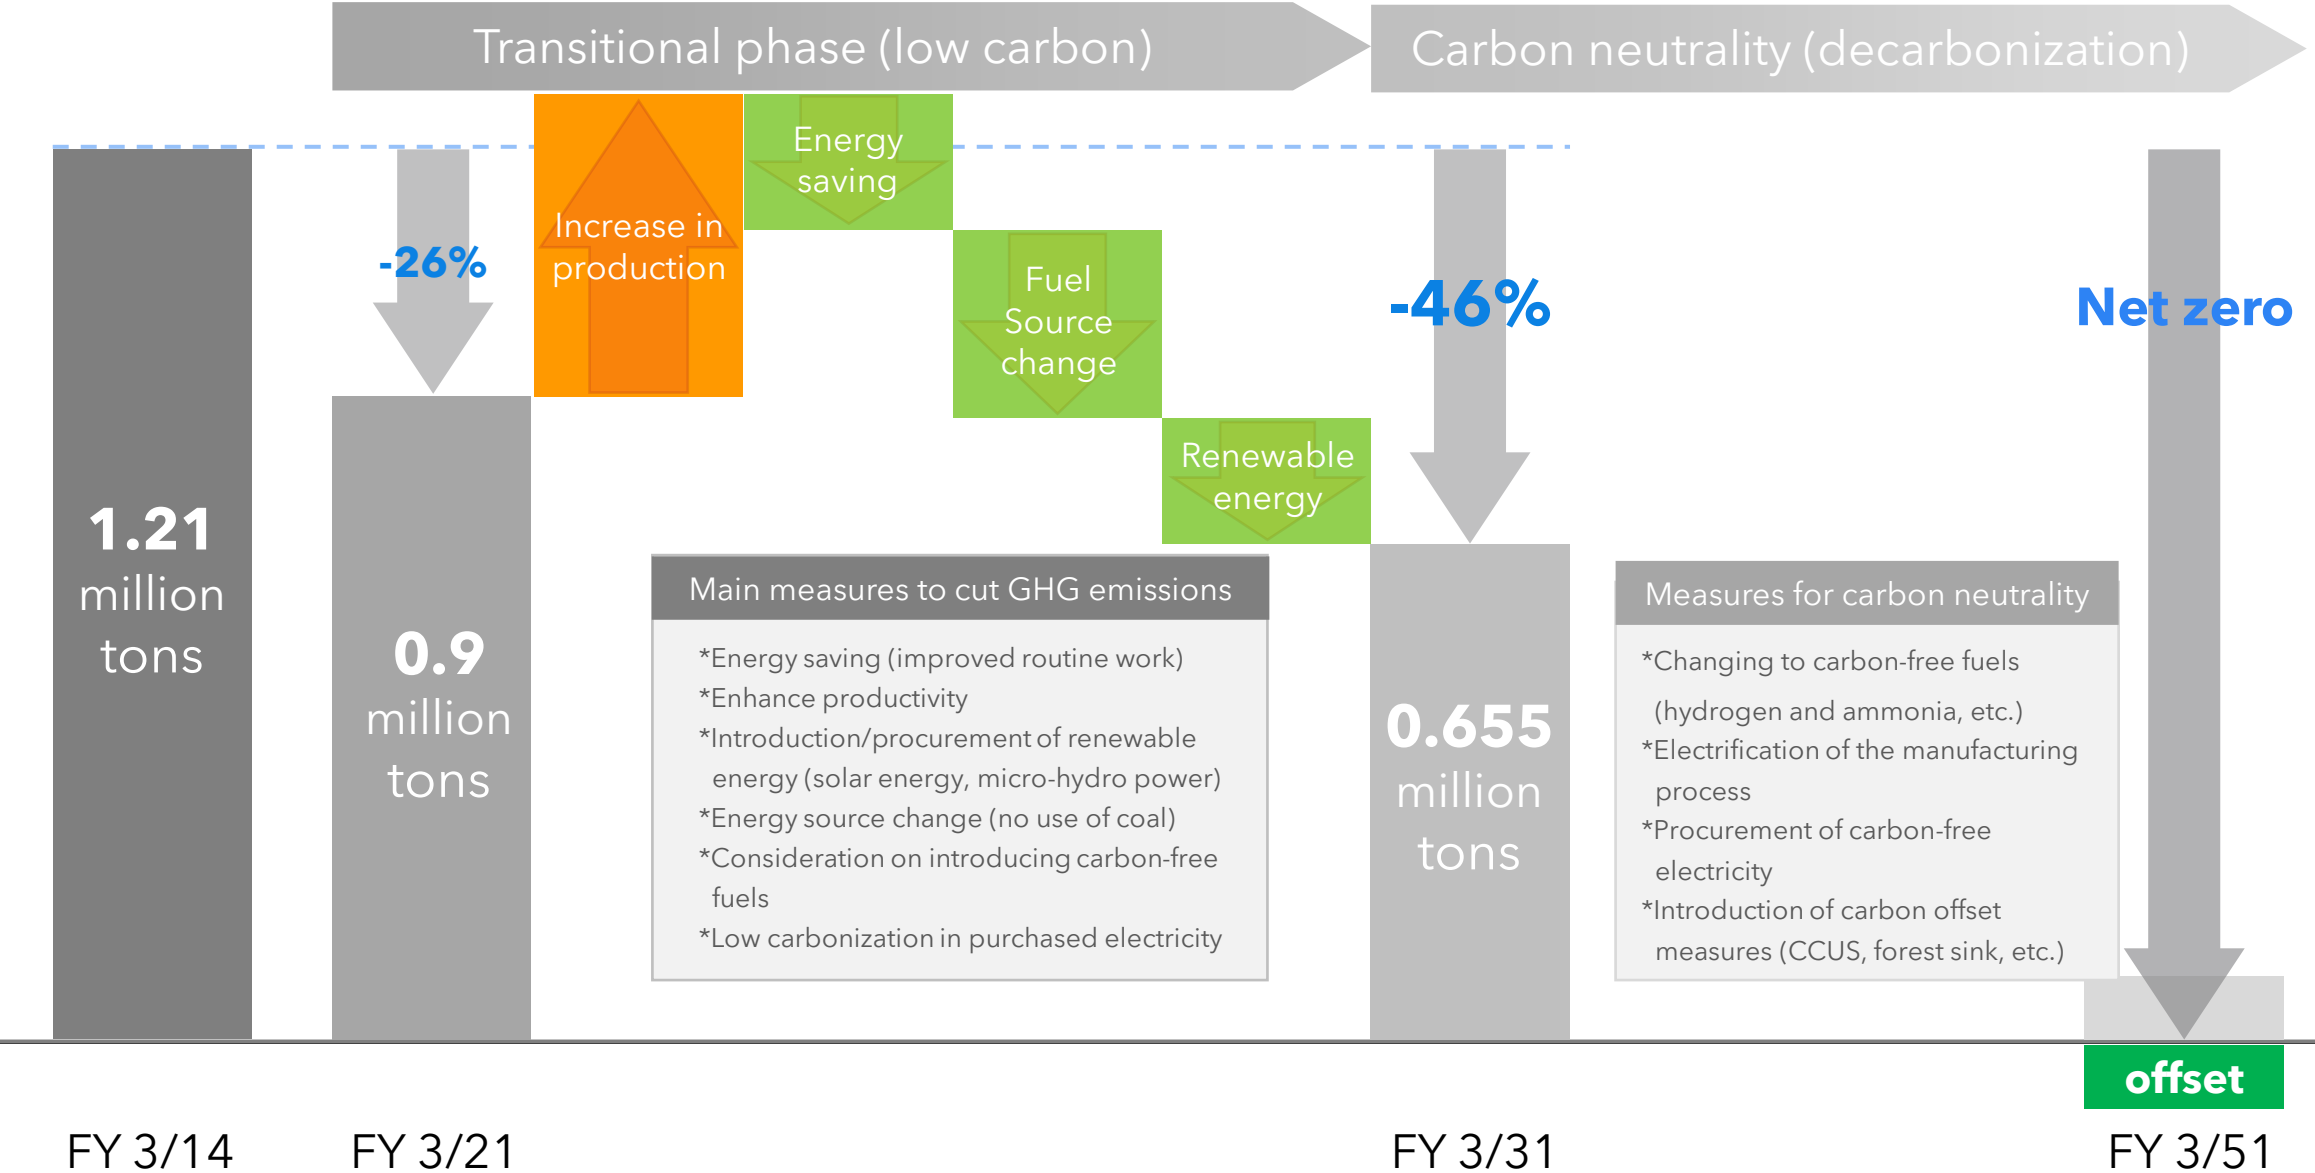 Transitional phase (low carbon)
Carbon neutrality (decarbonization)
1.21
million
tons
-26%
0.9
million
tons
Increase in
production
Energy
saving
Fuel
Source
change
Renewable
energy
Main measures to cut GHG emissions
*Energy saving (improved routine work)
*Enhance productivity
*Introduction/procurement of renewable
energy (solar energy, micro-hydro power)
*Energy source change (no use of coal)
*Consideration on introducing carbon-free
fuels
*Low carbonization in purchased electricity
-46%
0.655
million
tons
Measures for carbon neutrality
*Changing to carbon-free fuels
(hydrogen and ammonia, etc.)
*Electrification of the manufacturing
process
*Procurement of carbon-free
electricity
*Introduction of carbon offset
measures (CCUS, forest sink, etc.)
Net zero
offset
FY 3/14
FY 3/21
FY 3/31
FY 3/51